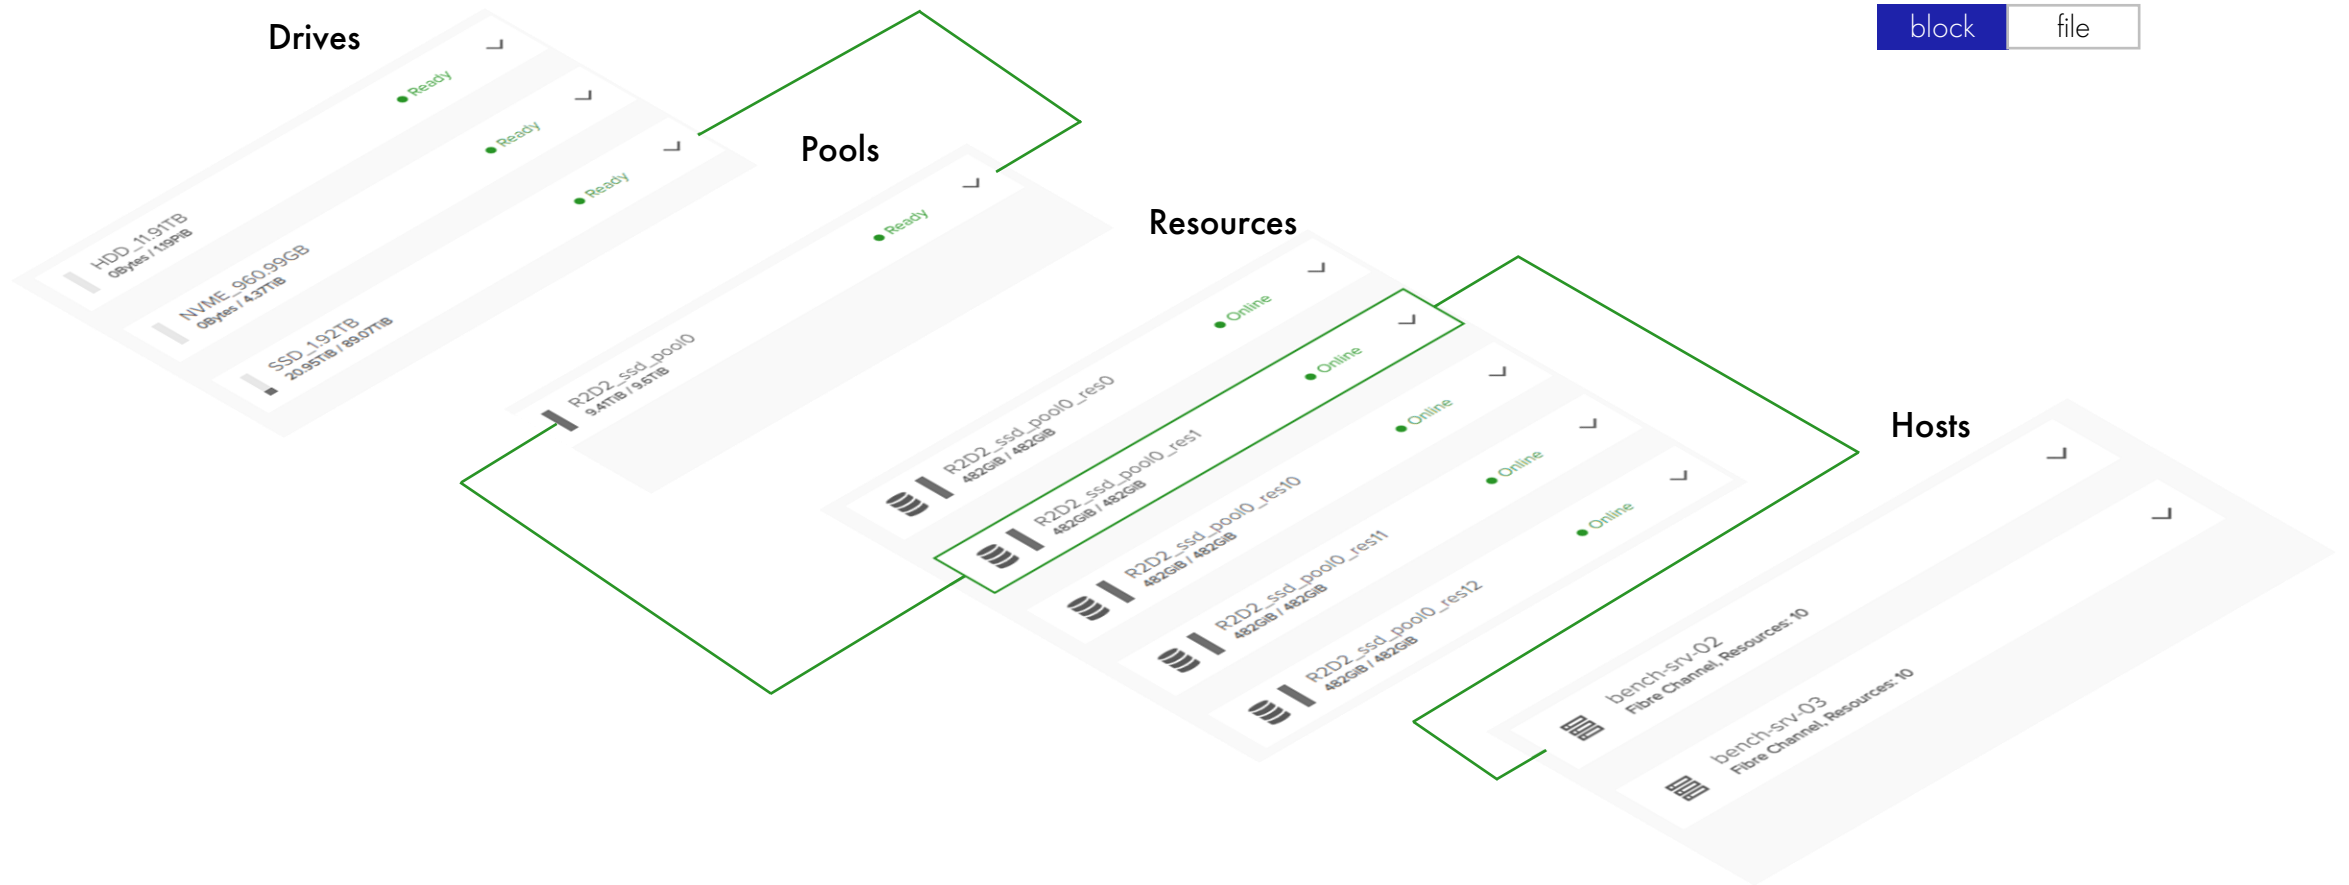 block
file
Drives
HDD_11.91TB
0Bytes / 1.19PiB
Ready
NVME_960.99GB
0Bytes / 4.37TiB
Ready
SSD_1.92TB
20.95TiB / 89.07TiB
Ready
Pools
R2D2_ssd_pool0
9.41TiB / 9.6TiB
Ready
Resources
R2D2_ssd_pool0_res0
482GiB / 482GiB
Online
R2D2_ssd_pool0_res1
482GiB / 482GiB
Online
R2D2_ssd_pool0_res10
482GiB / 482GiB
Online
R2D2_ssd_pool0_res11
482GiB / 482GiB
Online
R2D2_ssd_pool0_res12
482GiB / 482GiB
Online
Hosts
bench-srv-02
Fibre Channel, Resources: 10
bench-srv-03
Fibre Channel, Resources: 10